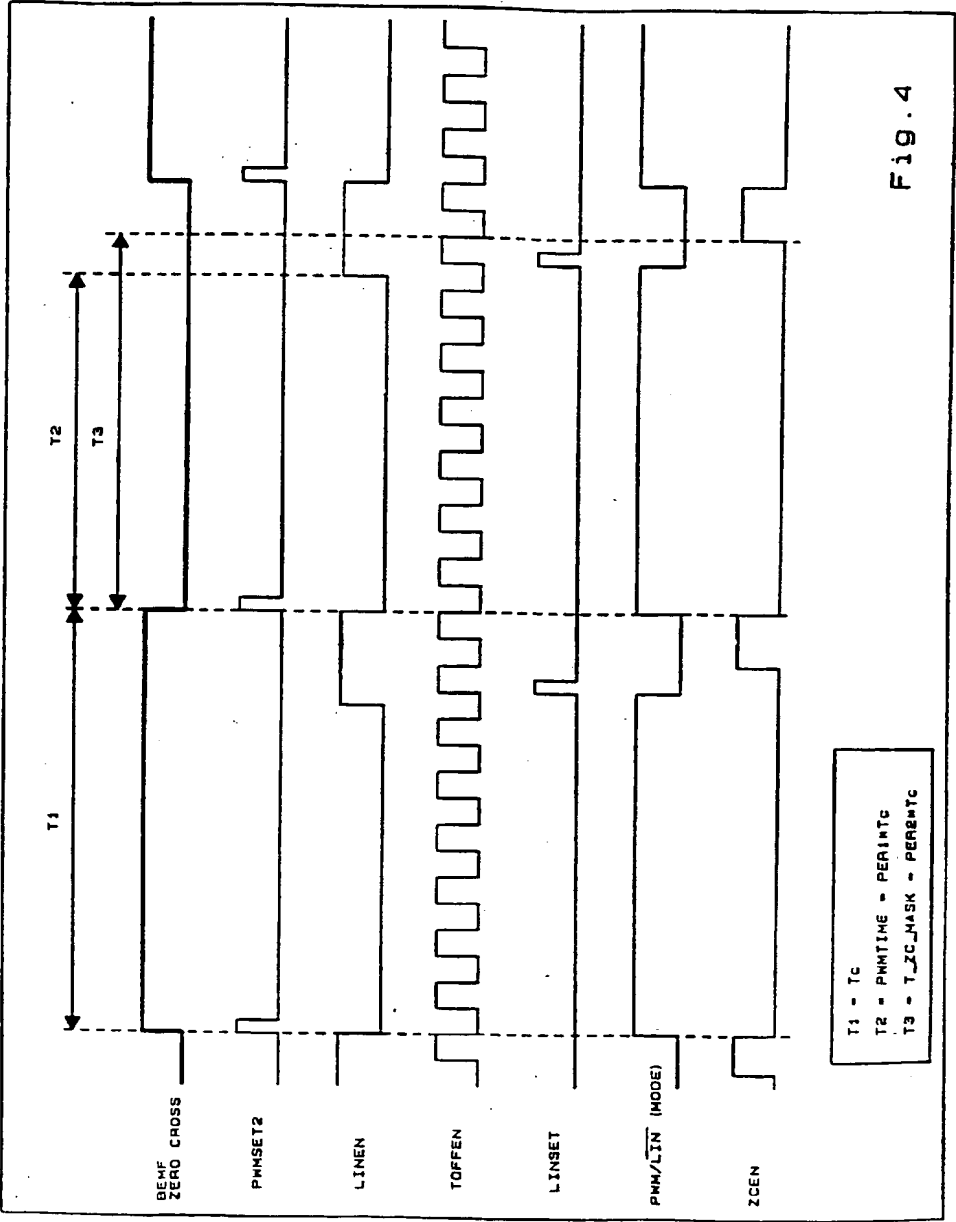 T1
T2
T3
BEMF
ZERO CROSS
PWMSET2
LINEN
TOFFEN
LINSET
PWM/LIN (MODE)
ZCEN
T1 = Tc
T2 = PWMTIME = PER1*Tc
T3 = T_ZC_MASK = PER2*Tc
Fig.4